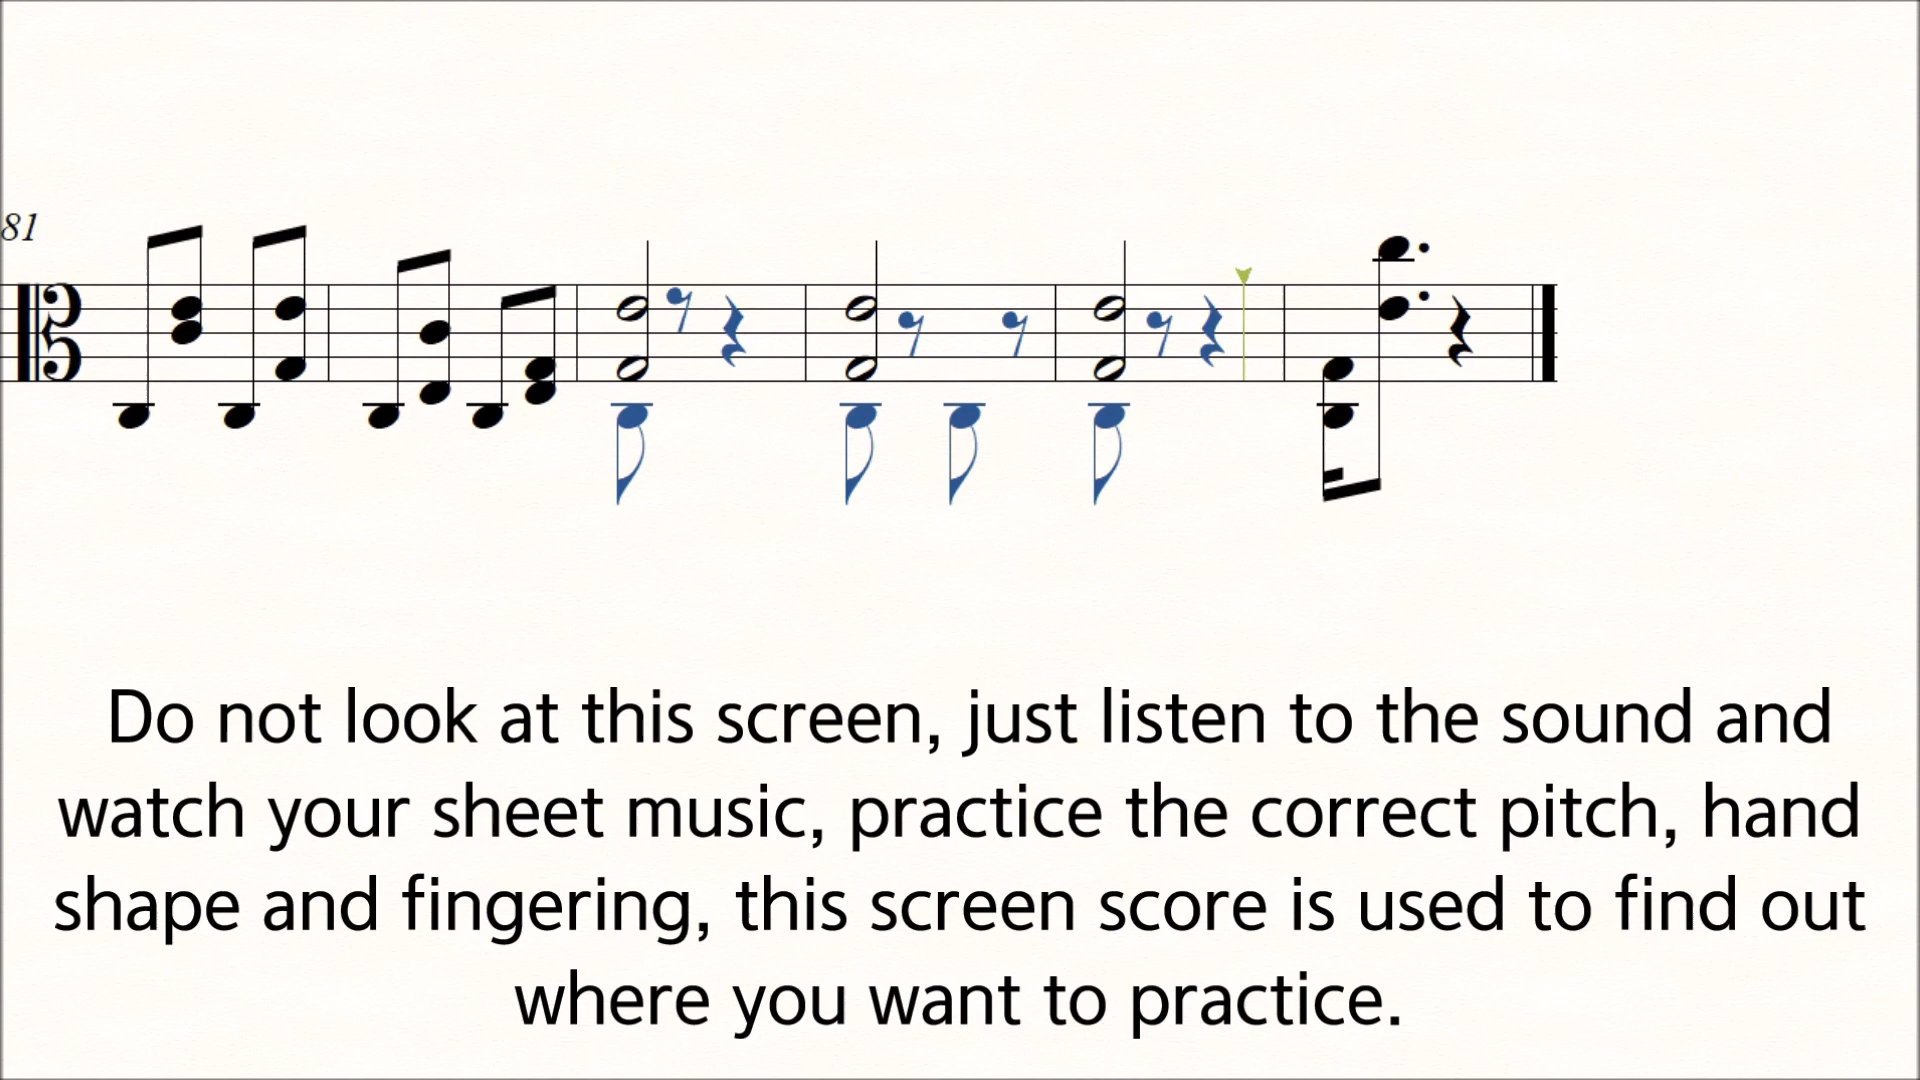 81
Do not look at this screen, just listen to the sound and
watch your sheet music, practice the correct pitch, hand
shape and fingering, this screen score is used to find out
where you want to practice.